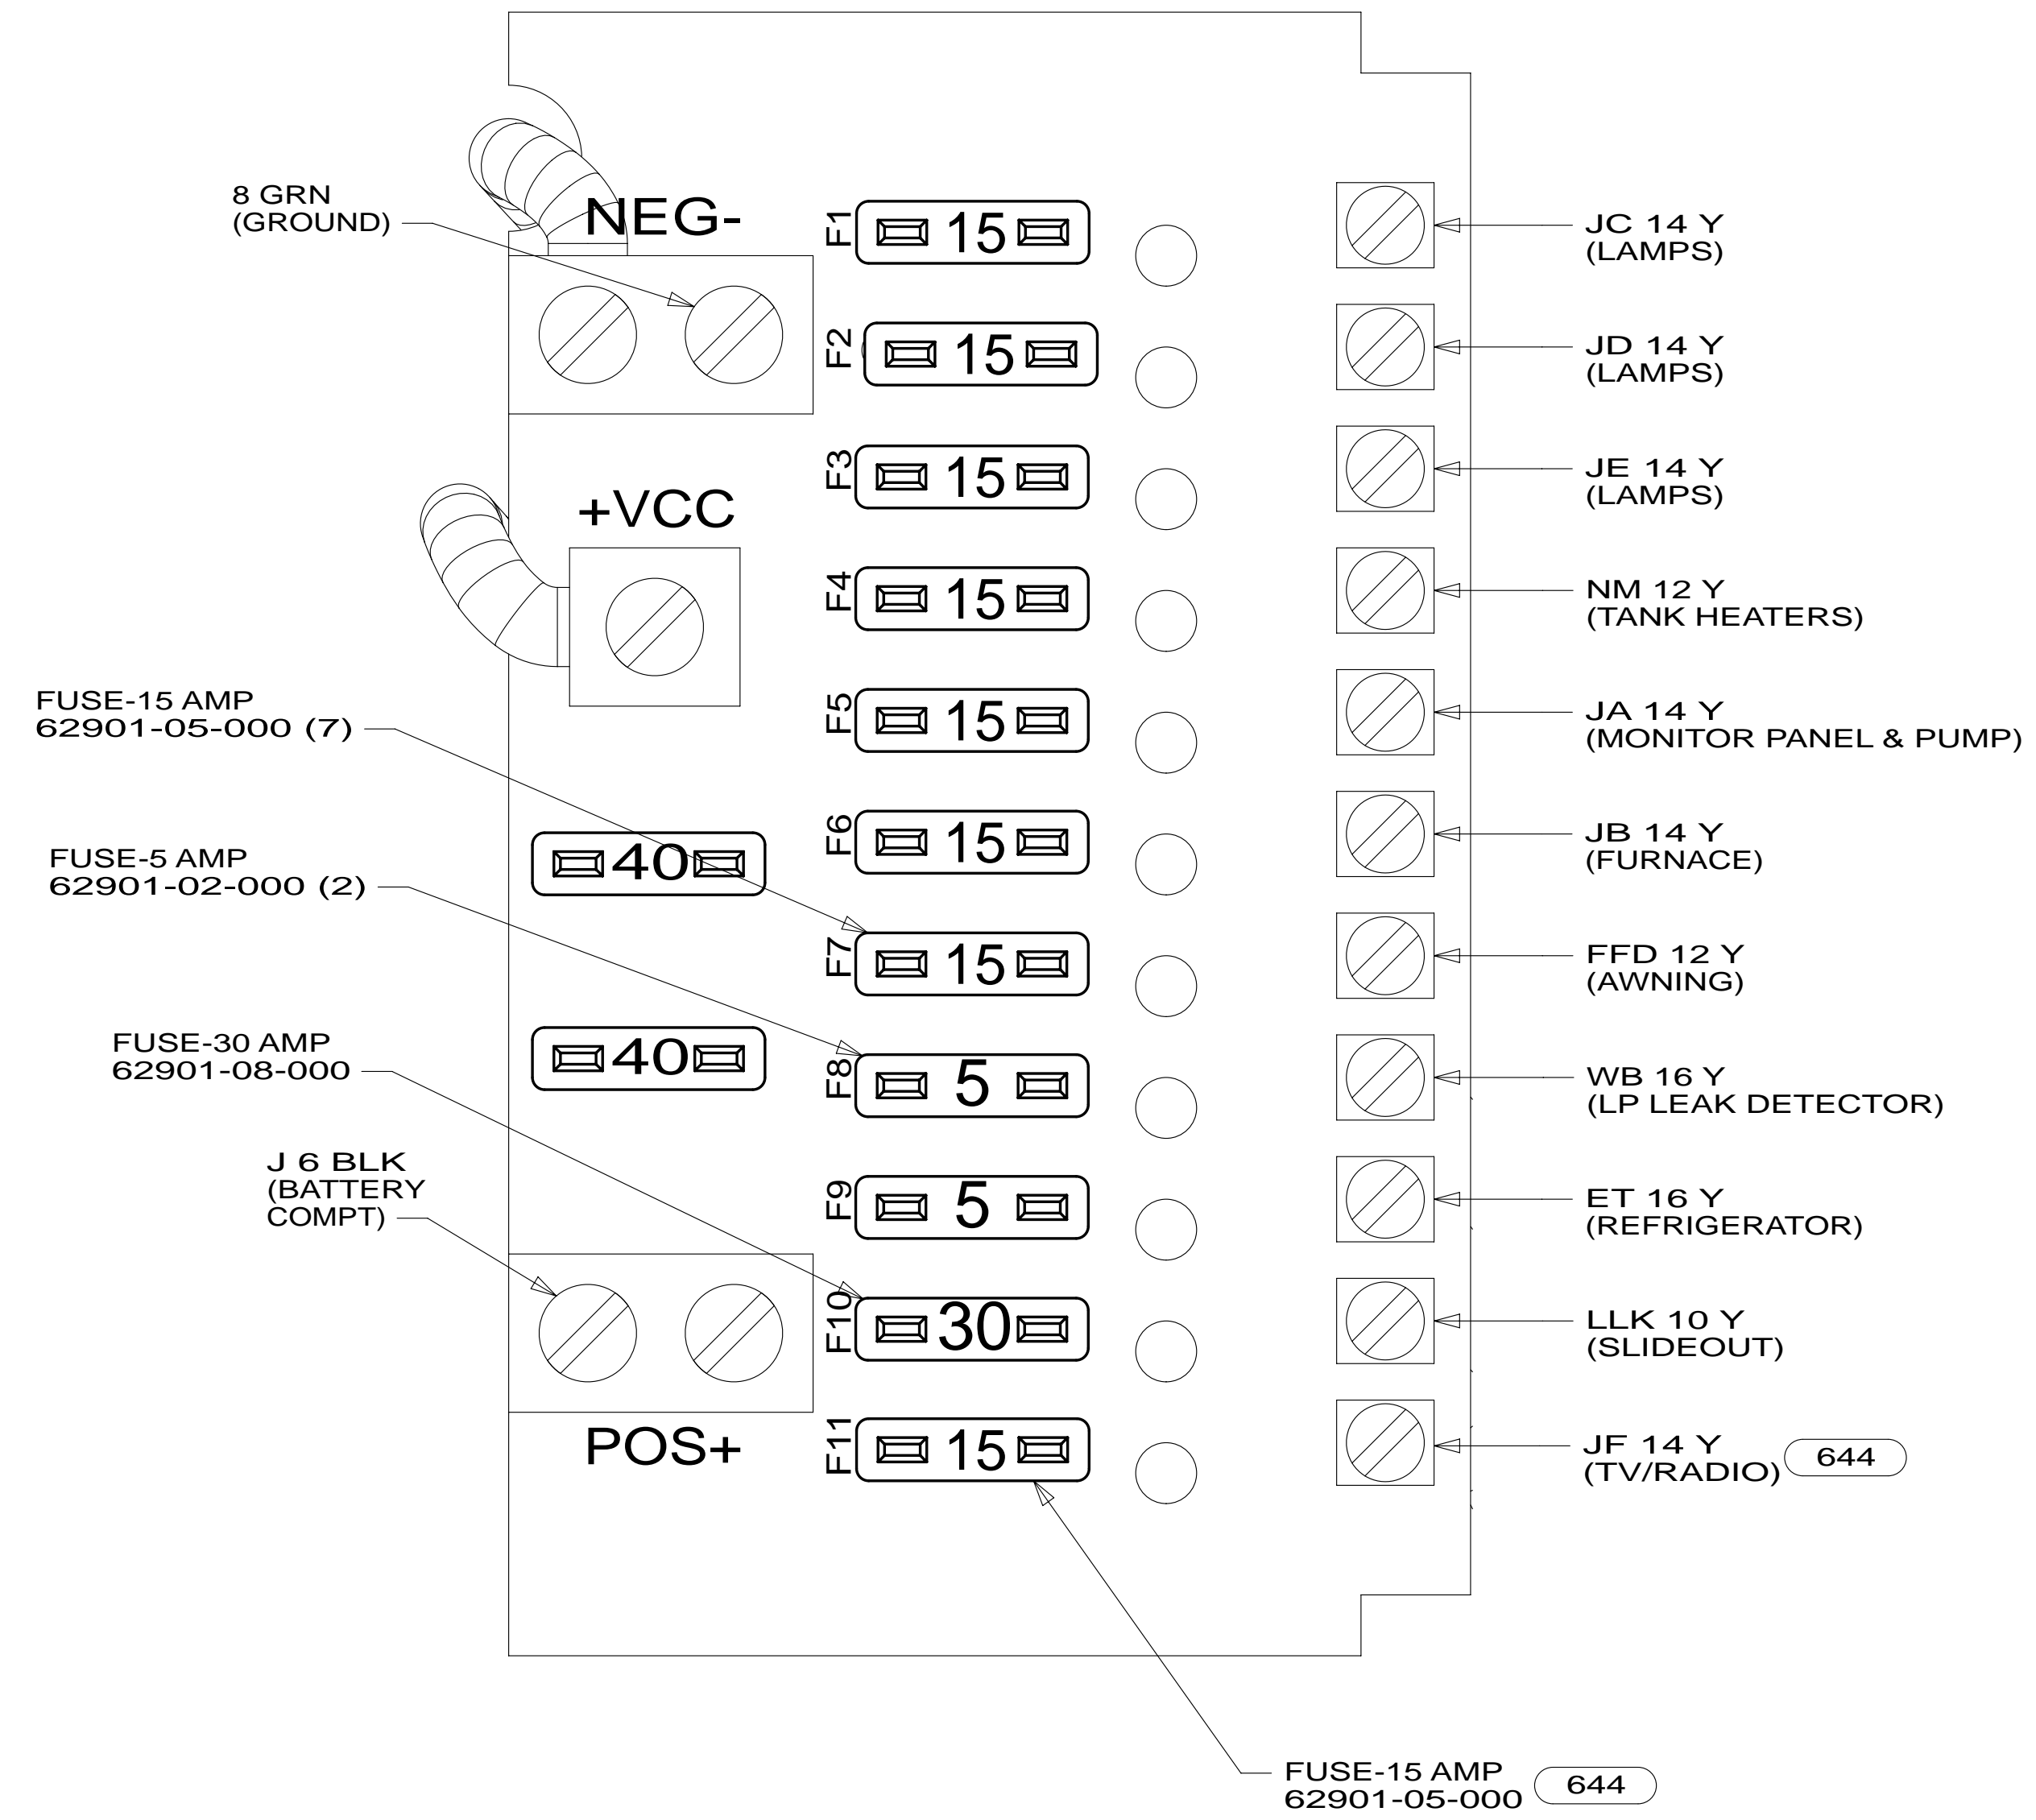 8 GRN
(GROUND)
NEG-
+VCC
FUSE-15 AMP
62901-05-000 (7)
FUSE-5 AMP
62901-02-000 (2)
FUSE-30 AMP
62901-08-000
J 6 BLK
(BATTERY
COMPT)
40
40
POS+
F1 15
F2 15
F3 15
F4 15
F5 15
F6 15
F7 15
F8 5
F9 5
F10 30
F11 15
JC 14 Y
(LAMPS)
JD 14 Y
(LAMPS)
JE 14 Y
(LAMPS)
NM 12 Y
(TANK HEATERS)
JA 14 Y
(MONITOR PANEL & PUMP)
JB 14 Y
(FURNACE)
FFD 12 Y
(AWNING)
WB 16 Y
(LP LEAK DETECTOR)
ET 16 Y
(REFRIGERATOR)
LLK 10 Y
(SLIDEOUT)
JF 14 Y
(TV/RADIO)
644
FUSE-15 AMP
62901-05-000
644